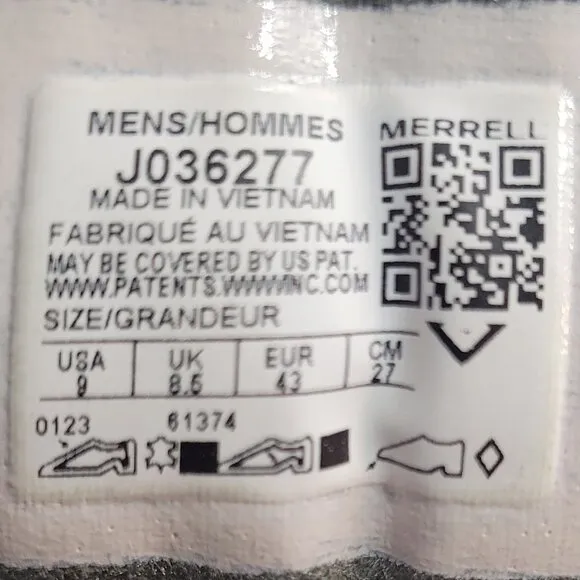 MENS/HOMMES
MERRELL
J036277
MADE IN VIETNAM
FABRIQUÉ AU VIETNAM
MAY BE COVERED BY US PAT.
WWW.PATENTS.WWWINC.COM
SIZE/GRANDEUR
USA UK EUR CM
9 8.5 43 27
0123 61374